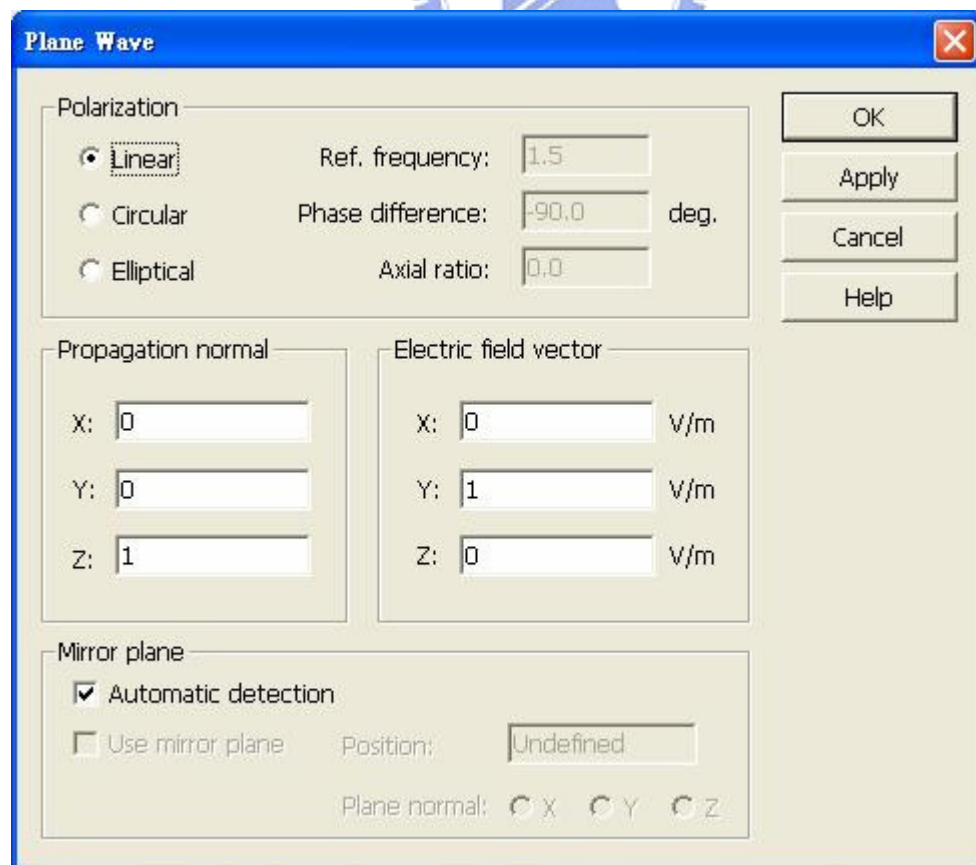 Plane Wave
Polarization
Linear Ref. frequency: 1.5
Circular Phase difference: -90.0 deg.
Elliptical Axial ratio: 0.0
OK
Apply
Cancel
Help
Propagation normal
X: 0
Y: 0
Z: 1
Electric field vector
X: 0 V/m
Y: 1 V/m
Z: 0 V/m
Mirror plane
Automatic detection
Use mirror plane Position: Undefined
Plane normal: X Y Z